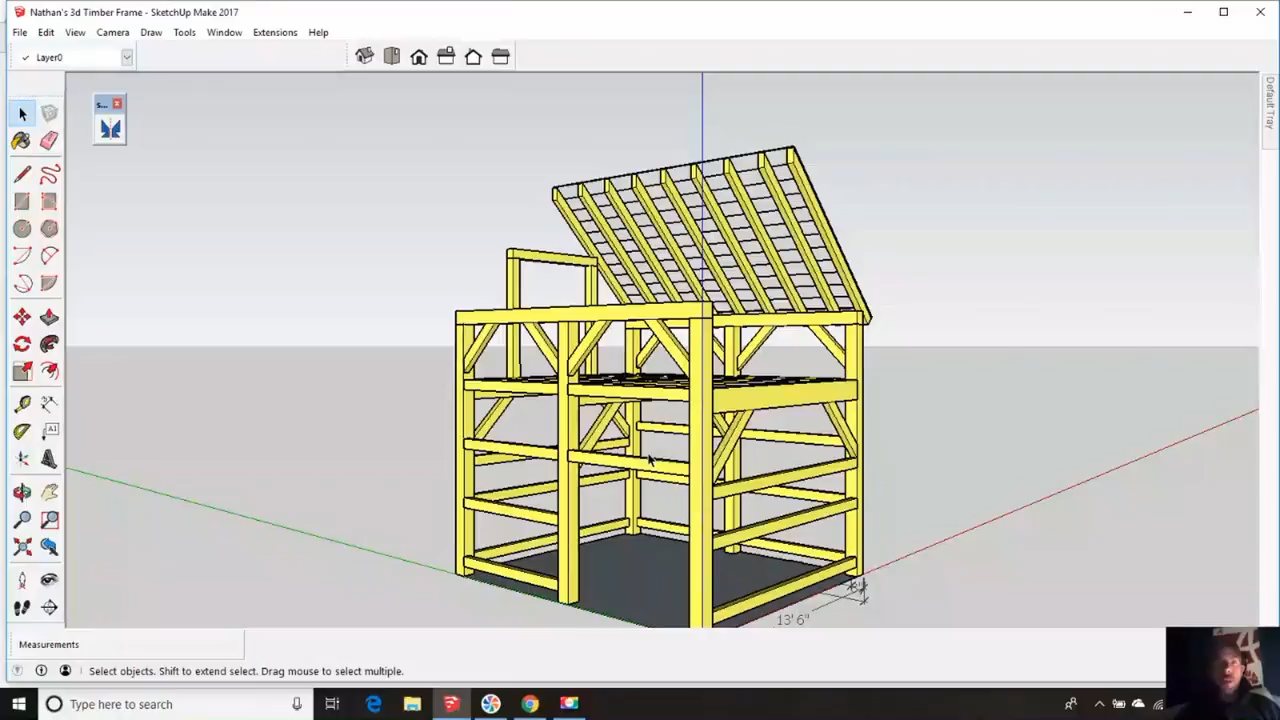 Nathan's 3d Timber Frame - SketchUp Make 2017
File Edit View Camera Draw Tools Window Extensions Help
Layer0
Default Tray
s...
A1
13' 6"
Measurements
Select objects. Shift to extend select. Drag mouse to select multiple.
Type here to search